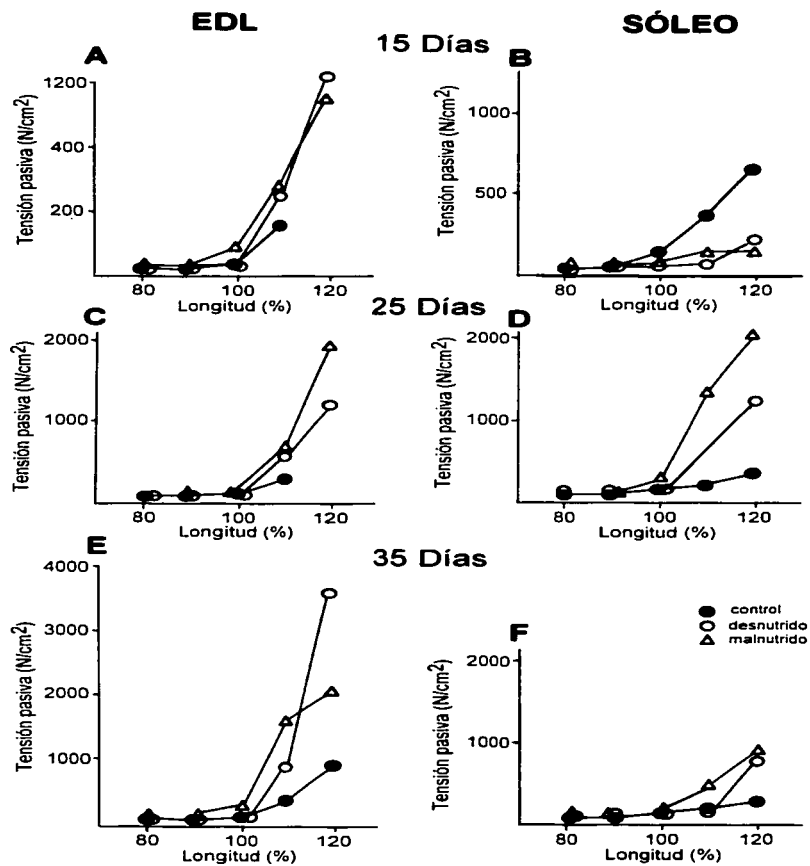 EDL
SÓLEO
15 Días
A
B
Tensión pasiva (N/cm2)
1200
400
200
80
100
120
Longitud (%)
Tensión pasiva (N/cm2)
1000
500
80
100
120
Longitud (%)
25 Días
C
D
Tensión pasiva (N/cm2)
2000
1000
80
100
120
Longitud (%)
Tensión pasiva (N/cm2)
2000
1000
80
100
120
Longitud (%)
35 Días
E
F
Tensión pasiva (N/cm2)
4000
3000
2000
1000
80
100
120
Longitud (%)
control
desnutrido
malnutrido
Tensión pasiva (N/cm2)
2000
1000
80
100
120
Longitud (%)